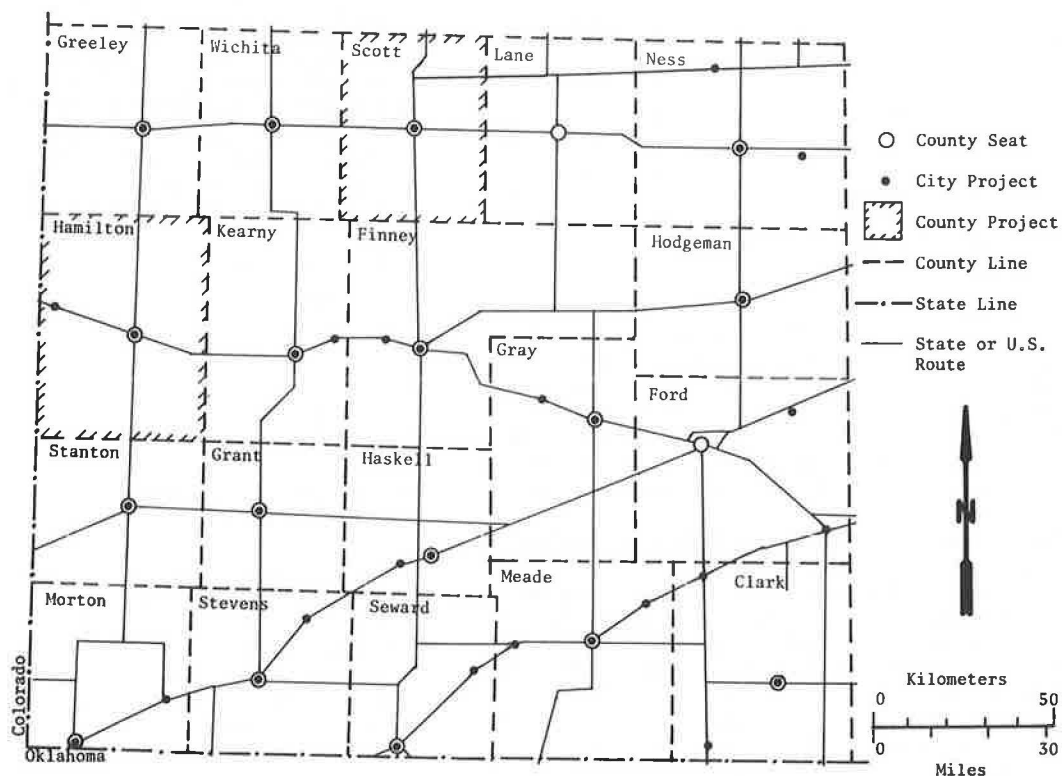 Greeley
Wichita
Scott
Lane
Ness
County Seat
City Project
County Project
County Line
State Line
State or U.S.
Route
Hamilton
Kearny
Finney
Hodgeman
Gray
Ford
Stanton
Grant
Haskell
N
Morton
Stevens
Seward
Meade
Clark
Colorado
Oklahoma
Kilometers
0 50
0 30
Miles